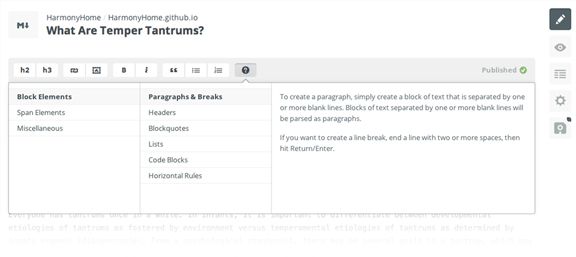 M↓
HarmonyHome / HarmonyHome.github.io
What Are Temper Tantrums?
h2 h3 B i “ ? Published
Block Elements
Span Elements
Miscellaneous
Paragraphs & Breaks
Headers
Blockquotes
Lists
Code Blocks
Horizontal Rules
To create a paragraph, simply create a block of text that is separated by one
or more blank lines. Blocks of text separated by one or more blank lines will
be parsed as paragraphs.
If you want to create a line break, end a line with two or more spaces, then
hit Return/Enter.
Everyone has tantrums once in a while. In infants, it is important to differentiate between developmental
etiologies of tantrums as fostered by environment versus temperamental etiologies of tantrums as determined by